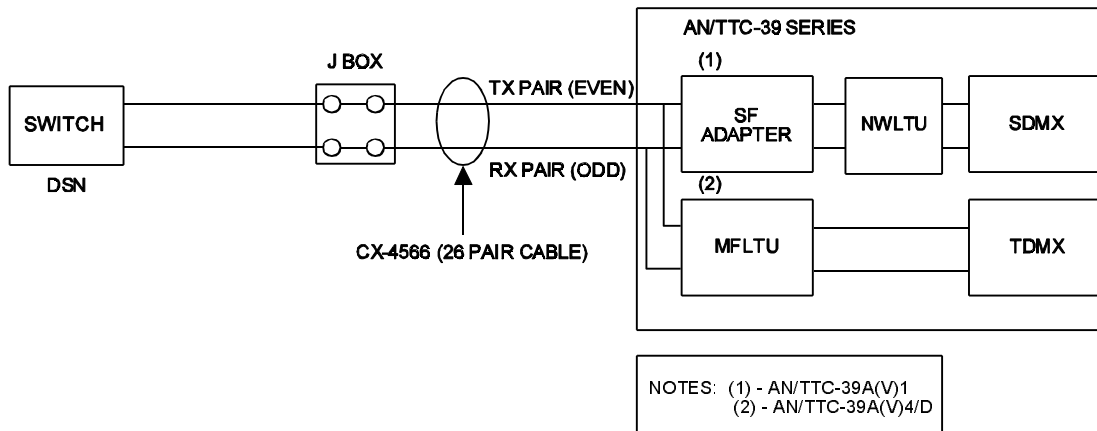 AN/TTC-39 SERIES
J BOX
(1)
TX PAIR (EVEN)
SWITCH
SF
ADAPTER
NWLTU
SDMX
DSN
RX PAIR (ODD)
(2)
CX-4566 (26 PAIR CABLE)
MFLTU
TDMX
NOTES: (1) - AN/TTC-39A(V)1
(2) - AN/TTC-39A(V)4/D